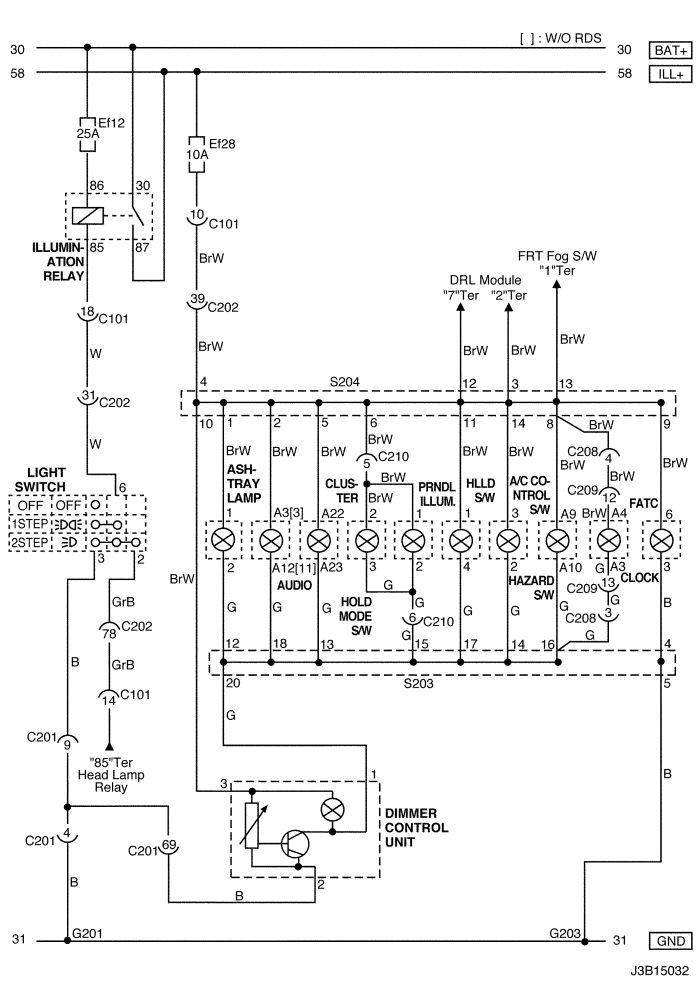 [ ] : W/O RDS
30
30
BAT+
58
58
ILL+
Ef12
25A
Ef28
10A
86
30
10
C101
ILLUMIN-
ATION
RELAY
85
87
BrW
FRT Fog S/W
"1"Ter
DRL Module
"7"Ter
"2"Ter
39
C202
18
C101
W
BrW
BrW
BrW
BrW
31
C202
4
S204
12
3
13
W
10
1
2
5
6
11
14
8
9
BrW
BrW
BrW
BrW
BrW
BrW
BrW
BrW
BrW
C210
5
C208
4
LIGHT
SWITCH
6
ASH-
TRAY
LAMP
CLUS-
TER
BrW
BrW
PRNDL
ILLUM.
HLLD
S/W
A/C CO-
NTROL
S/W
BrW
C209
12
FATC
OFF
OFF
1STEP
2STEP
1
A3[3]
A22
2
1
1
3
A9
BrW
A4
6
3
2
2
A12[11]
A23
3
2
4
2
A10
G
A3
3
AUDIO
HAZARD
S/W
CLOCK
C209
13
BrW
GrB
G
G
G
G
HOLD
MODE
S/W
G
6
C210
G
G
G
G
G
C208
3
G
B
78
C202
B
GrB
12
18
13
15
17
14
16
4
20
S203
5
14
C101
G
C201
9
"85"Ter
Head Lamp
Relay
B
3
1
DIMMER
CONTROL
UNIT
C201
4
C201
69
2
B
B
31
G201
G203
31
GND
J3B15032